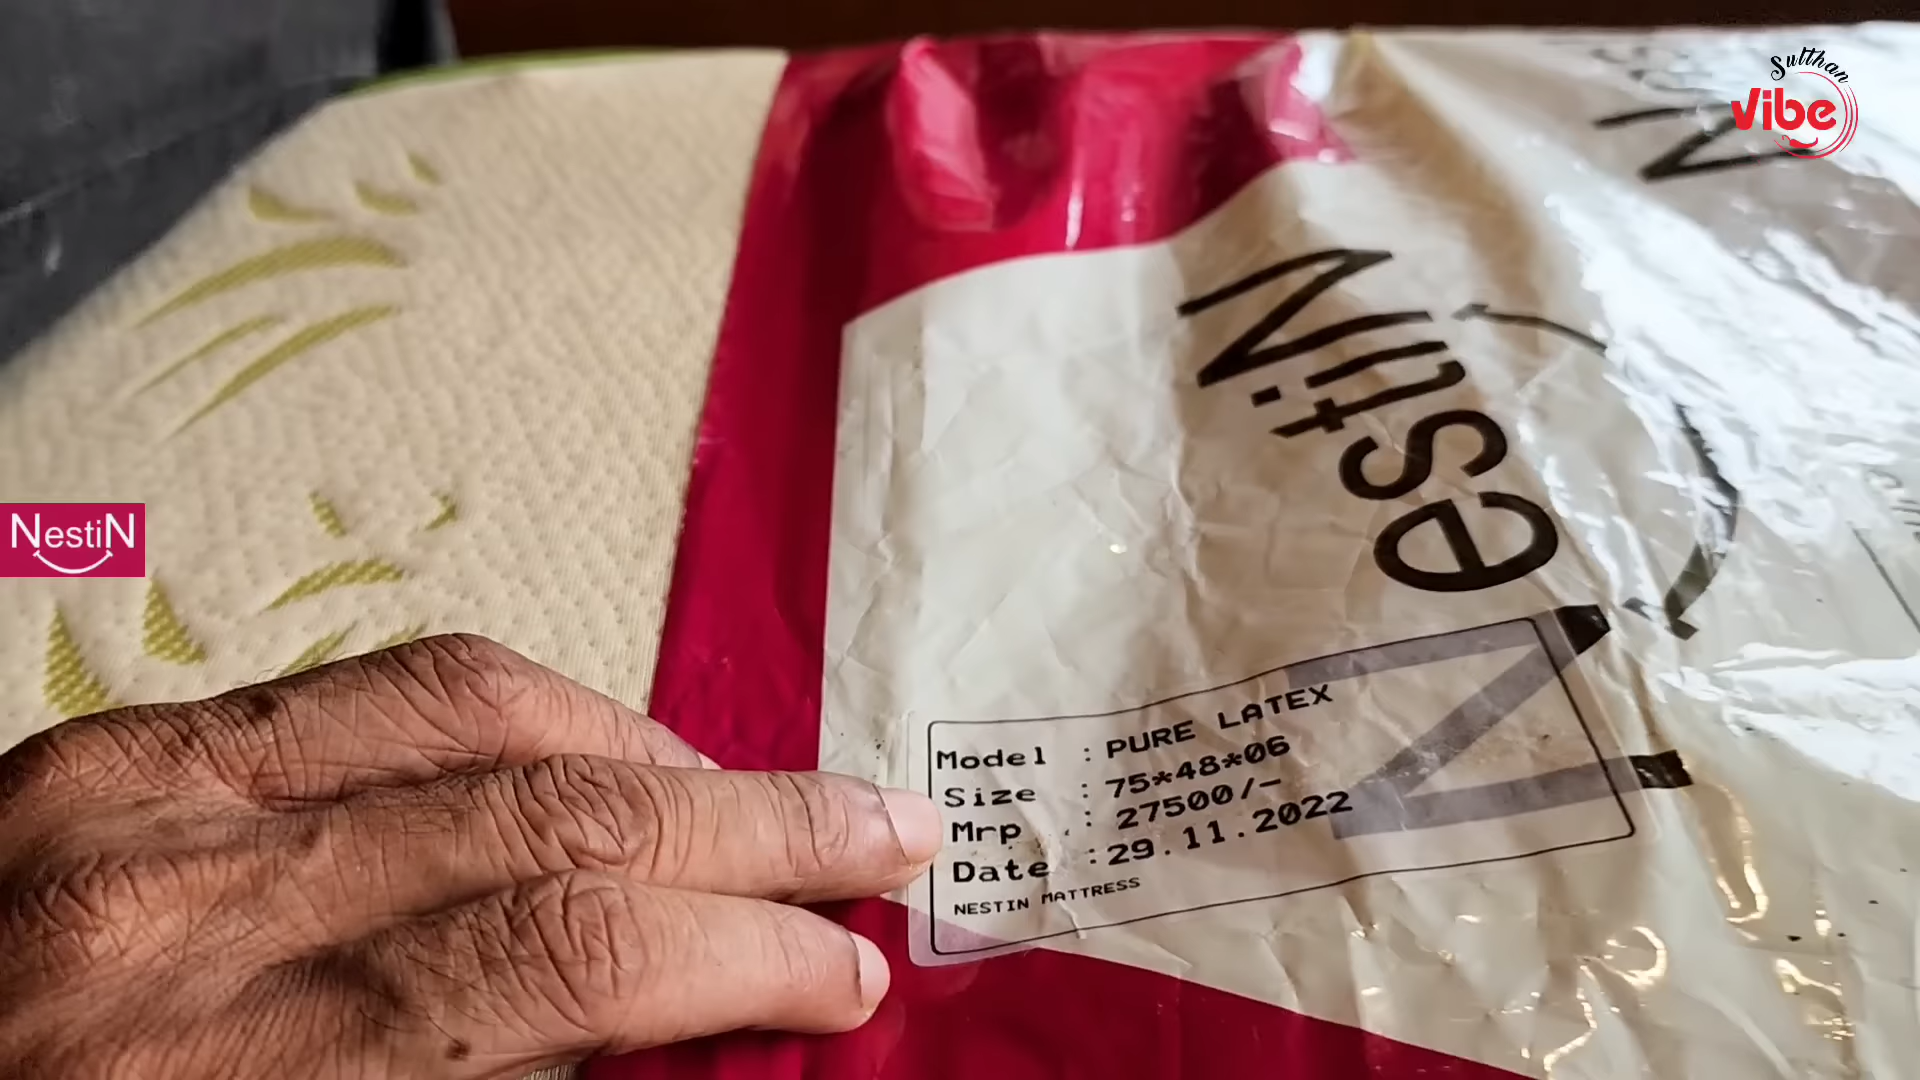 Sulthan
Vibe
N
NestiN
NestiN
Model : PURE LATEX
Size : 75*48*06
Mrp : 27500/-
Date :29.11.2022
NESTIN MATTRESS